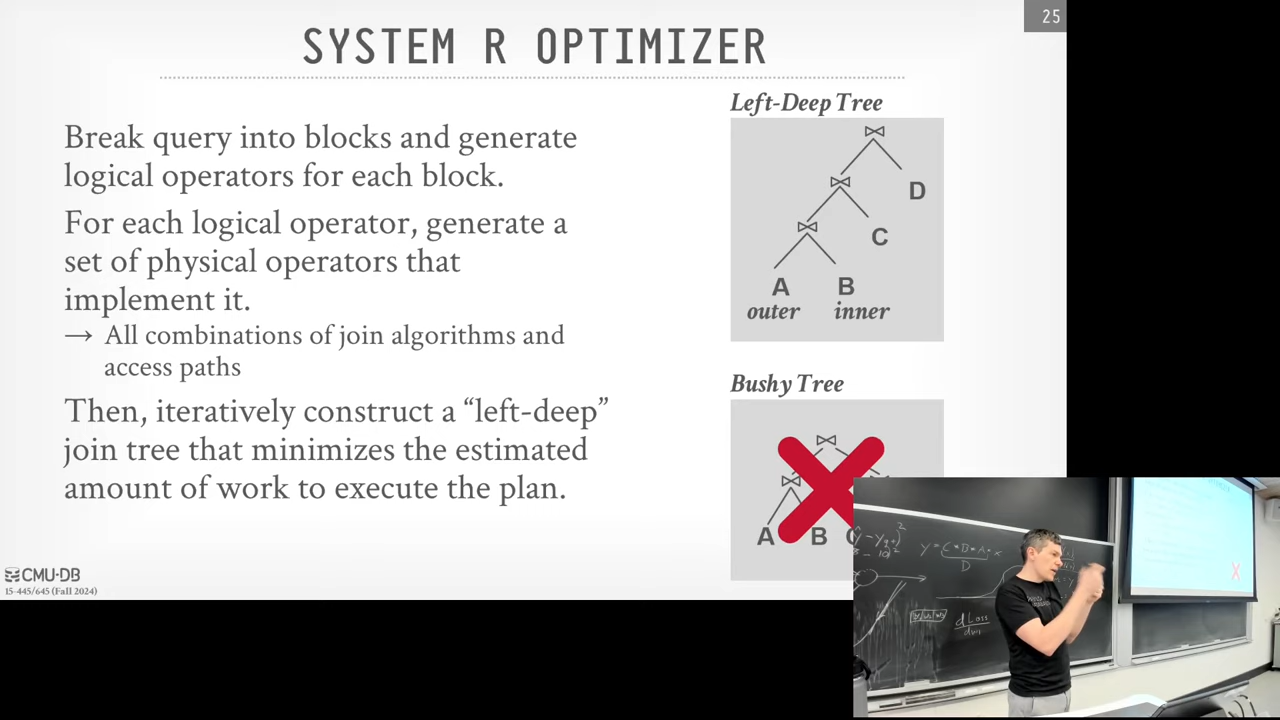 25
SYSTEM R OPTIMIZER
Break query into blocks and generate
logical operators for each block.
For each logical operator, generate a
set of physical operators that
implement it.
→ All combinations of join algorithms and
access paths
Then, iteratively construct a “left-deep”
join tree that minimizes the estimated
amount of work to execute the plan.
Left-Deep Tree
D
C
A B
outer inner
Bushy Tree
A B
CMU·DB
15-445/645 (Fall 2024)